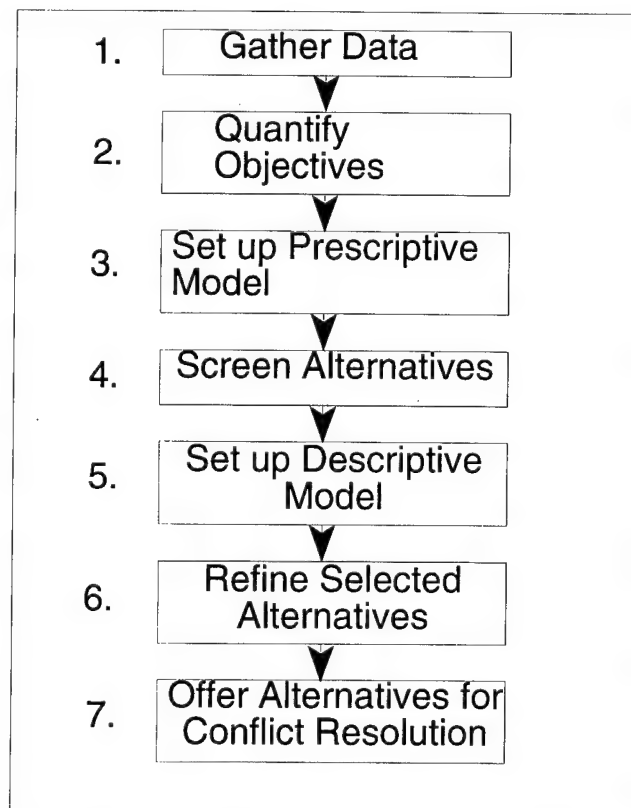 1. Gather Data
2. Quantify
Objectives
3. Set up Prescriptive
Model
4. Screen Alternatives
5. Set up Descriptive
Model
6. Refine Selected
Alternatives
7. Offer Alternatives for
Conflict Resolution